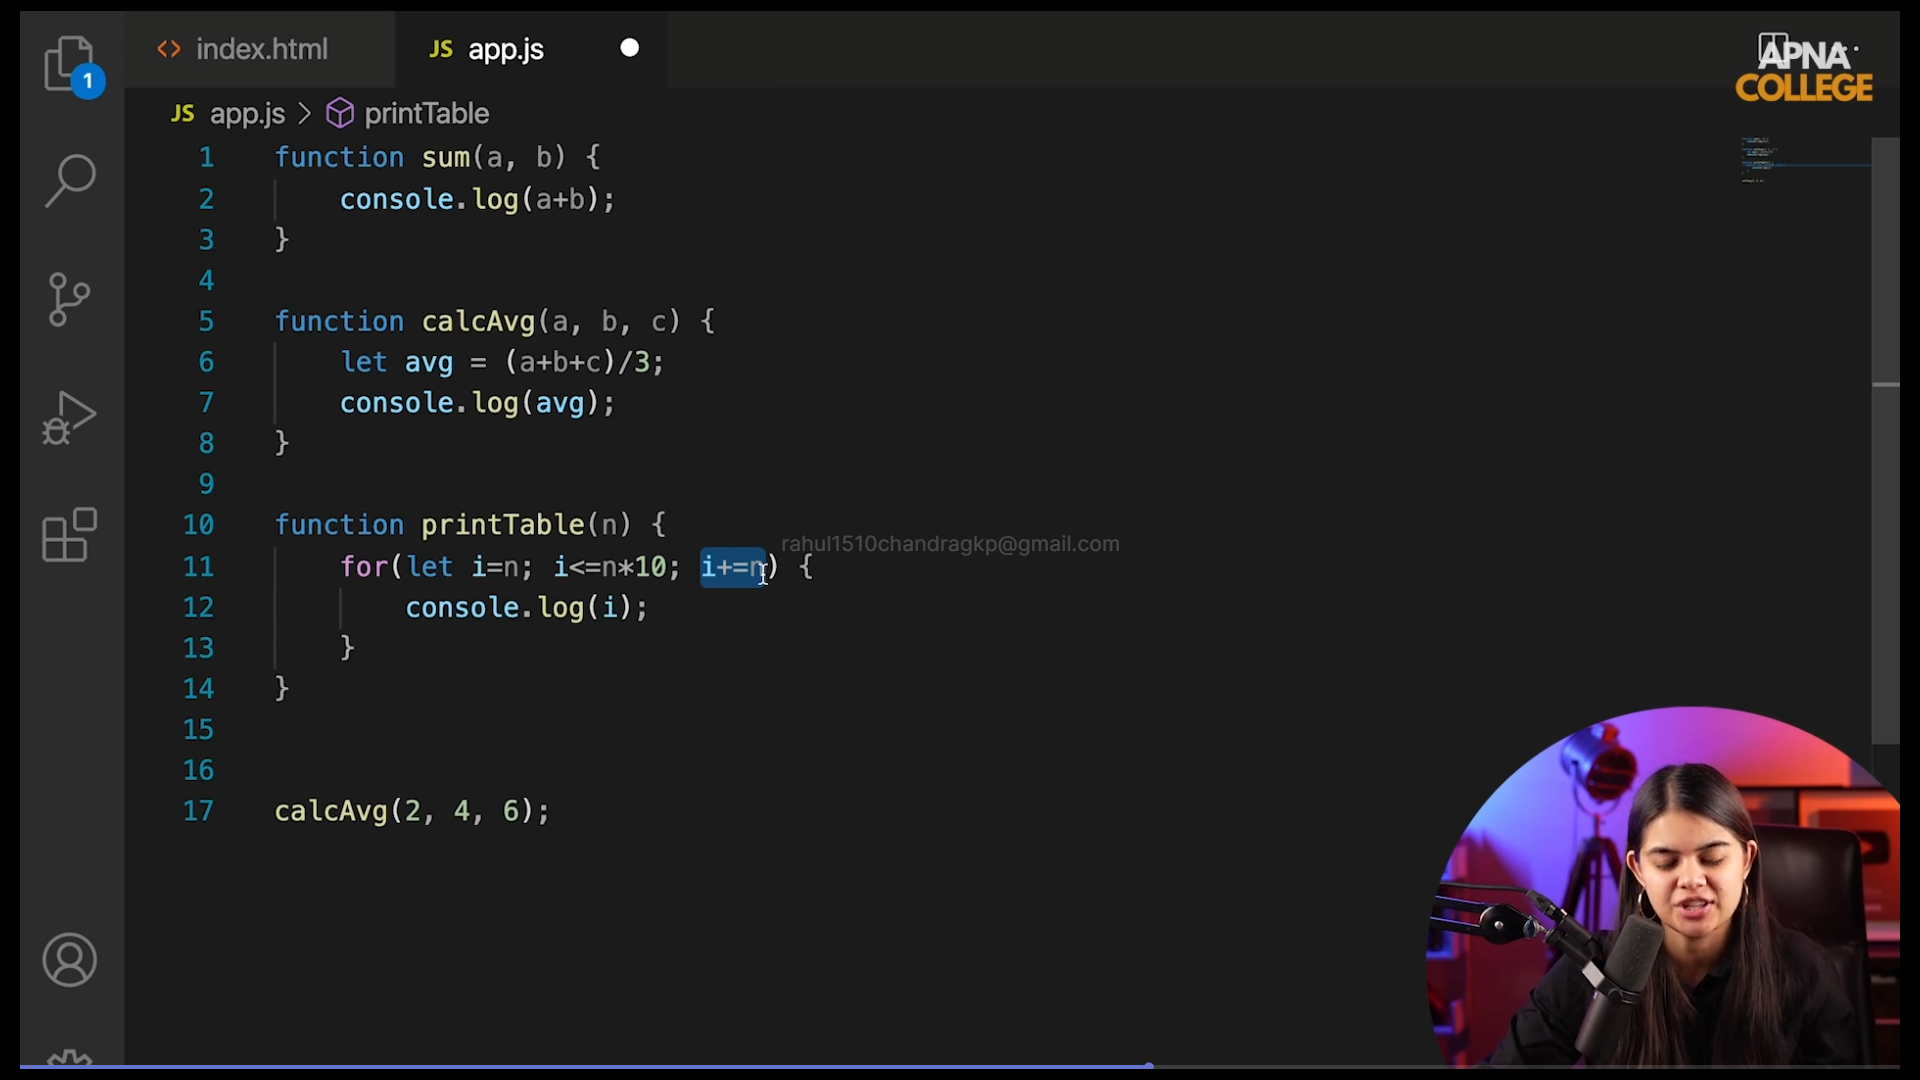 index.html
JS app.js
APNA
COLLEGE
1
JS app.js > printTable
1 function sum(a, b) {
2 console.log(a+b);
3 }
4
5 function calcAvg(a, b, c) {
6 let avg = (a+b+c)/3;
7 console.log(avg);
8 }
9
10 function printTable(n) {
rahul1510chandragkp@gmail.com
11 for(let i=n; i<=n*10; i+=n) {
12 console.log(i);
13 }
14 }
15
16
17 calcAvg(2, 4, 6);